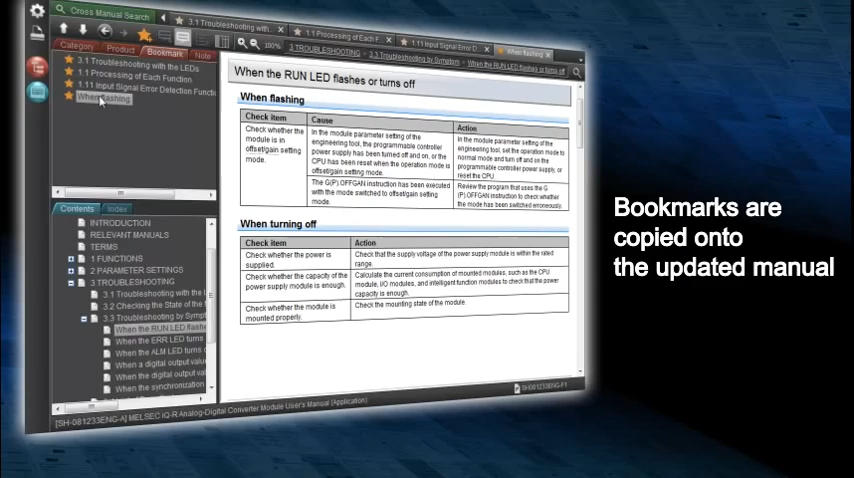 Cross Manual Search
3.1 Troubleshooting with..
1.1 Processing of Each F..
1.11 Input Signal Error D..
When flashing
100%
3 TROUBLESHOOTING > 3.3 Troubleshooting by Symptom > When the RUN LED flashes or turns off
Category
Product
Bookmark
Note
3.1 Troubleshooting with the LEDs
1.1 Processing of Each Function
1.11 Input Signal Error Detection Functi
When flashing
When the RUN LED flashes or turns off
When flashing
Check item
Cause
Action
Check whether the
module is in
offset/gain setting
mode.
In the module parameter setting of the
engineering tool, the programmable controller
power supply has been turned off and on, or the
CPU has been reset when the operation mode is
offset/gain setting mode.
In the module parameter setting of the
engineering tool, set the operation mode to
normal mode and turn off and on the
programmable controller power supply, or
reset the CPU.
The G(P).OFFGAN instruction has been executed
with the mode switched to offset/gain setting
mode.
Review the program that uses the G
(P).OFFGAN instruction to check whether
the mode has been switched erroneously.
When turning off
Check item
Action
Check whether the power is
supplied.
Check that the supply voltage of the power supply module is within the rated
range.
Check whether the capacity of the
power supply module is enough.
Calculate the current consumption of mounted modules, such as the CPU
module, I/O modules, and intelligent function modules to check that the power
capacity is enough.
Check whether the module is
mounted properly.
Check the mounting state of the module.
Contents
Index
INTRODUCTION
RELEVANT MANUALS
TERMS
1 FUNCTIONS
2 PARAMETER SETTINGS
3 TROUBLESHOOTING
3.1 Troubleshooting with the L
3.2 Checking the State of the M
3.3 Troubleshooting by Sympt
When the RUN LED flashe
When the ERR LED turns
When the ALM LED turns o
When a digital output value
When the digital output val
When the synchronization
SH-081233ENG-F1
[SH-081233ENG-A] MELSEC iQ-R Analog-Digital Converter Module User's Manual (Application)
Bookmarks are
copied onto
the updated manual